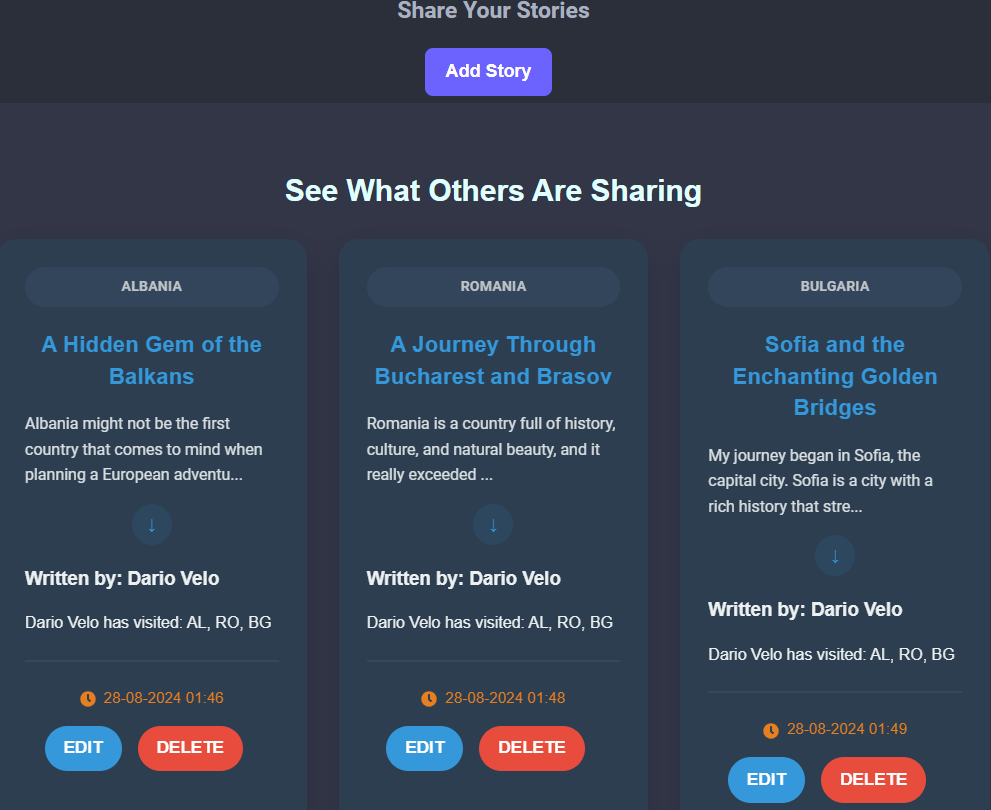 Share Your Stories
Add Story
See What Others Are Sharing
ALBANIA
A Hidden Gem of the
Balkans
Albania might not be the first
country that comes to mind when
planning a European adventu...
↓
Written by: Dario Velo
Dario Velo has visited: AL, RO, BG
28-08-2024 01:46
EDIT DELETE
ROMANIA
A Journey Through
Bucharest and Brasov
Romania is a country full of history,
culture, and natural beauty, and it
really exceeded ...
↓
Written by: Dario Velo
Dario Velo has visited: AL, RO, BG
28-08-2024 01:48
EDIT DELETE
BULGARIA
Sofia and the
Enchanting Golden
Bridges
My journey began in Sofia, the
capital city. Sofia is a city with a
rich history that stre...
↓
Written by: Dario Velo
Dario Velo has visited: AL, RO, BG
28-08-2024 01:49
EDIT DELETE